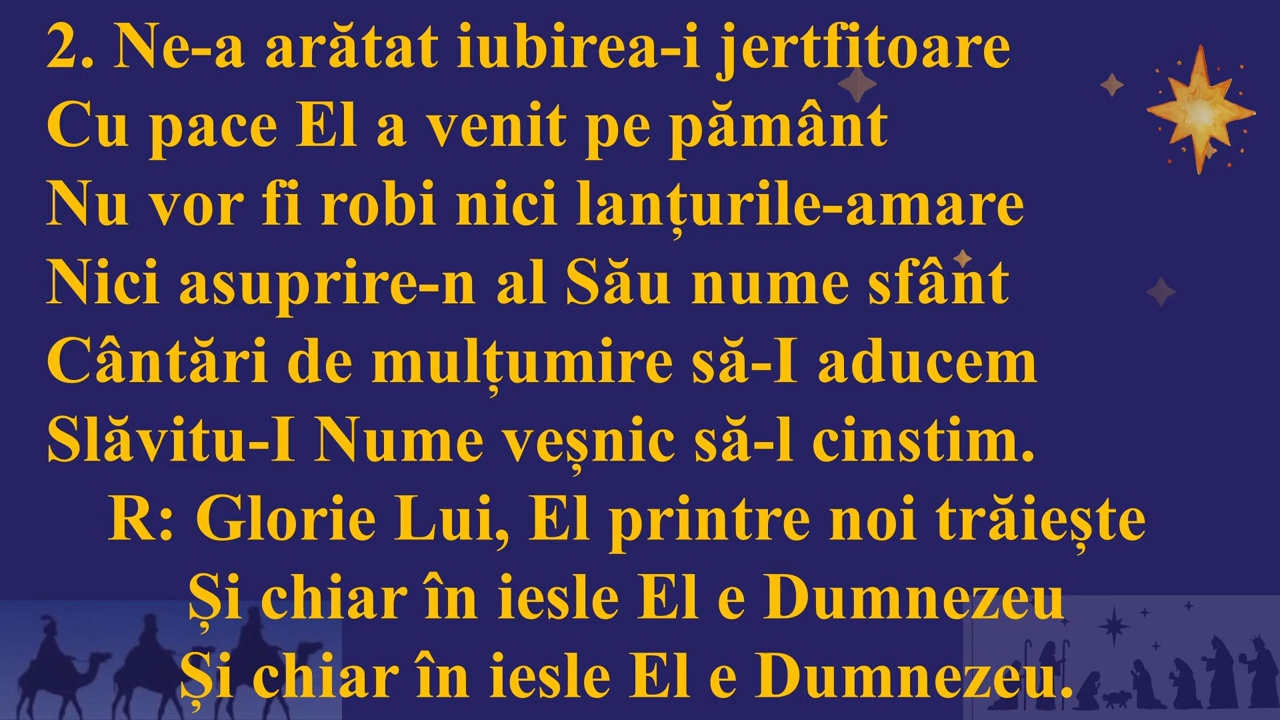 2. Ne-a arătat iubirea-i jertfitoare
Cu pace El a venit pe pământ
Nu vor fi robi nici lanțurile-amare
Nici asuprire-n al Său nume sfânt
Cântări de mulțumire să-I aducem
Slăvitu-I Nume veșnic să-l cinstim.
R: Glorie Lui, El printre noi trăiește
Și chiar în iesle El e Dumnezeu
Și chiar în iesle El e Dumnezeu.